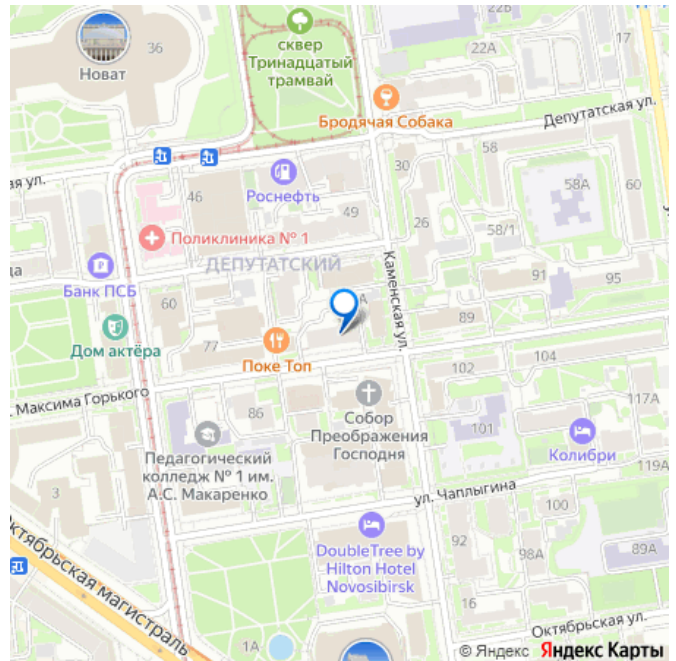 22Б
17
36
Новат
сквер
Тринадцатый
трамвай
22А
Бродячая Собака
Депутатская ул.
58
30
ая ул.
46
Роснефть
58А
60
49
26
58/1
Поликлиника № 1
Каменская ул.
ДЕПУТАТСКИЙ
да
Банк ПСБ
91
95
60
А
89
Дом актёра
77
Поке Топ
104
102
Максима Горького
117А
86
Собор
Преображения
Господня
101
Колибри
Педагогический
колледж № 1 им.
А.С. Макаренко
119А
3
ул. Чаплыгина
100
Октябрьская магистраль
DoubleTree by
Hilton Hotel
Novosibirsk
92
98А
89А
16
Октябрьская ул.
1А
© Яндекс Яндекс Карты